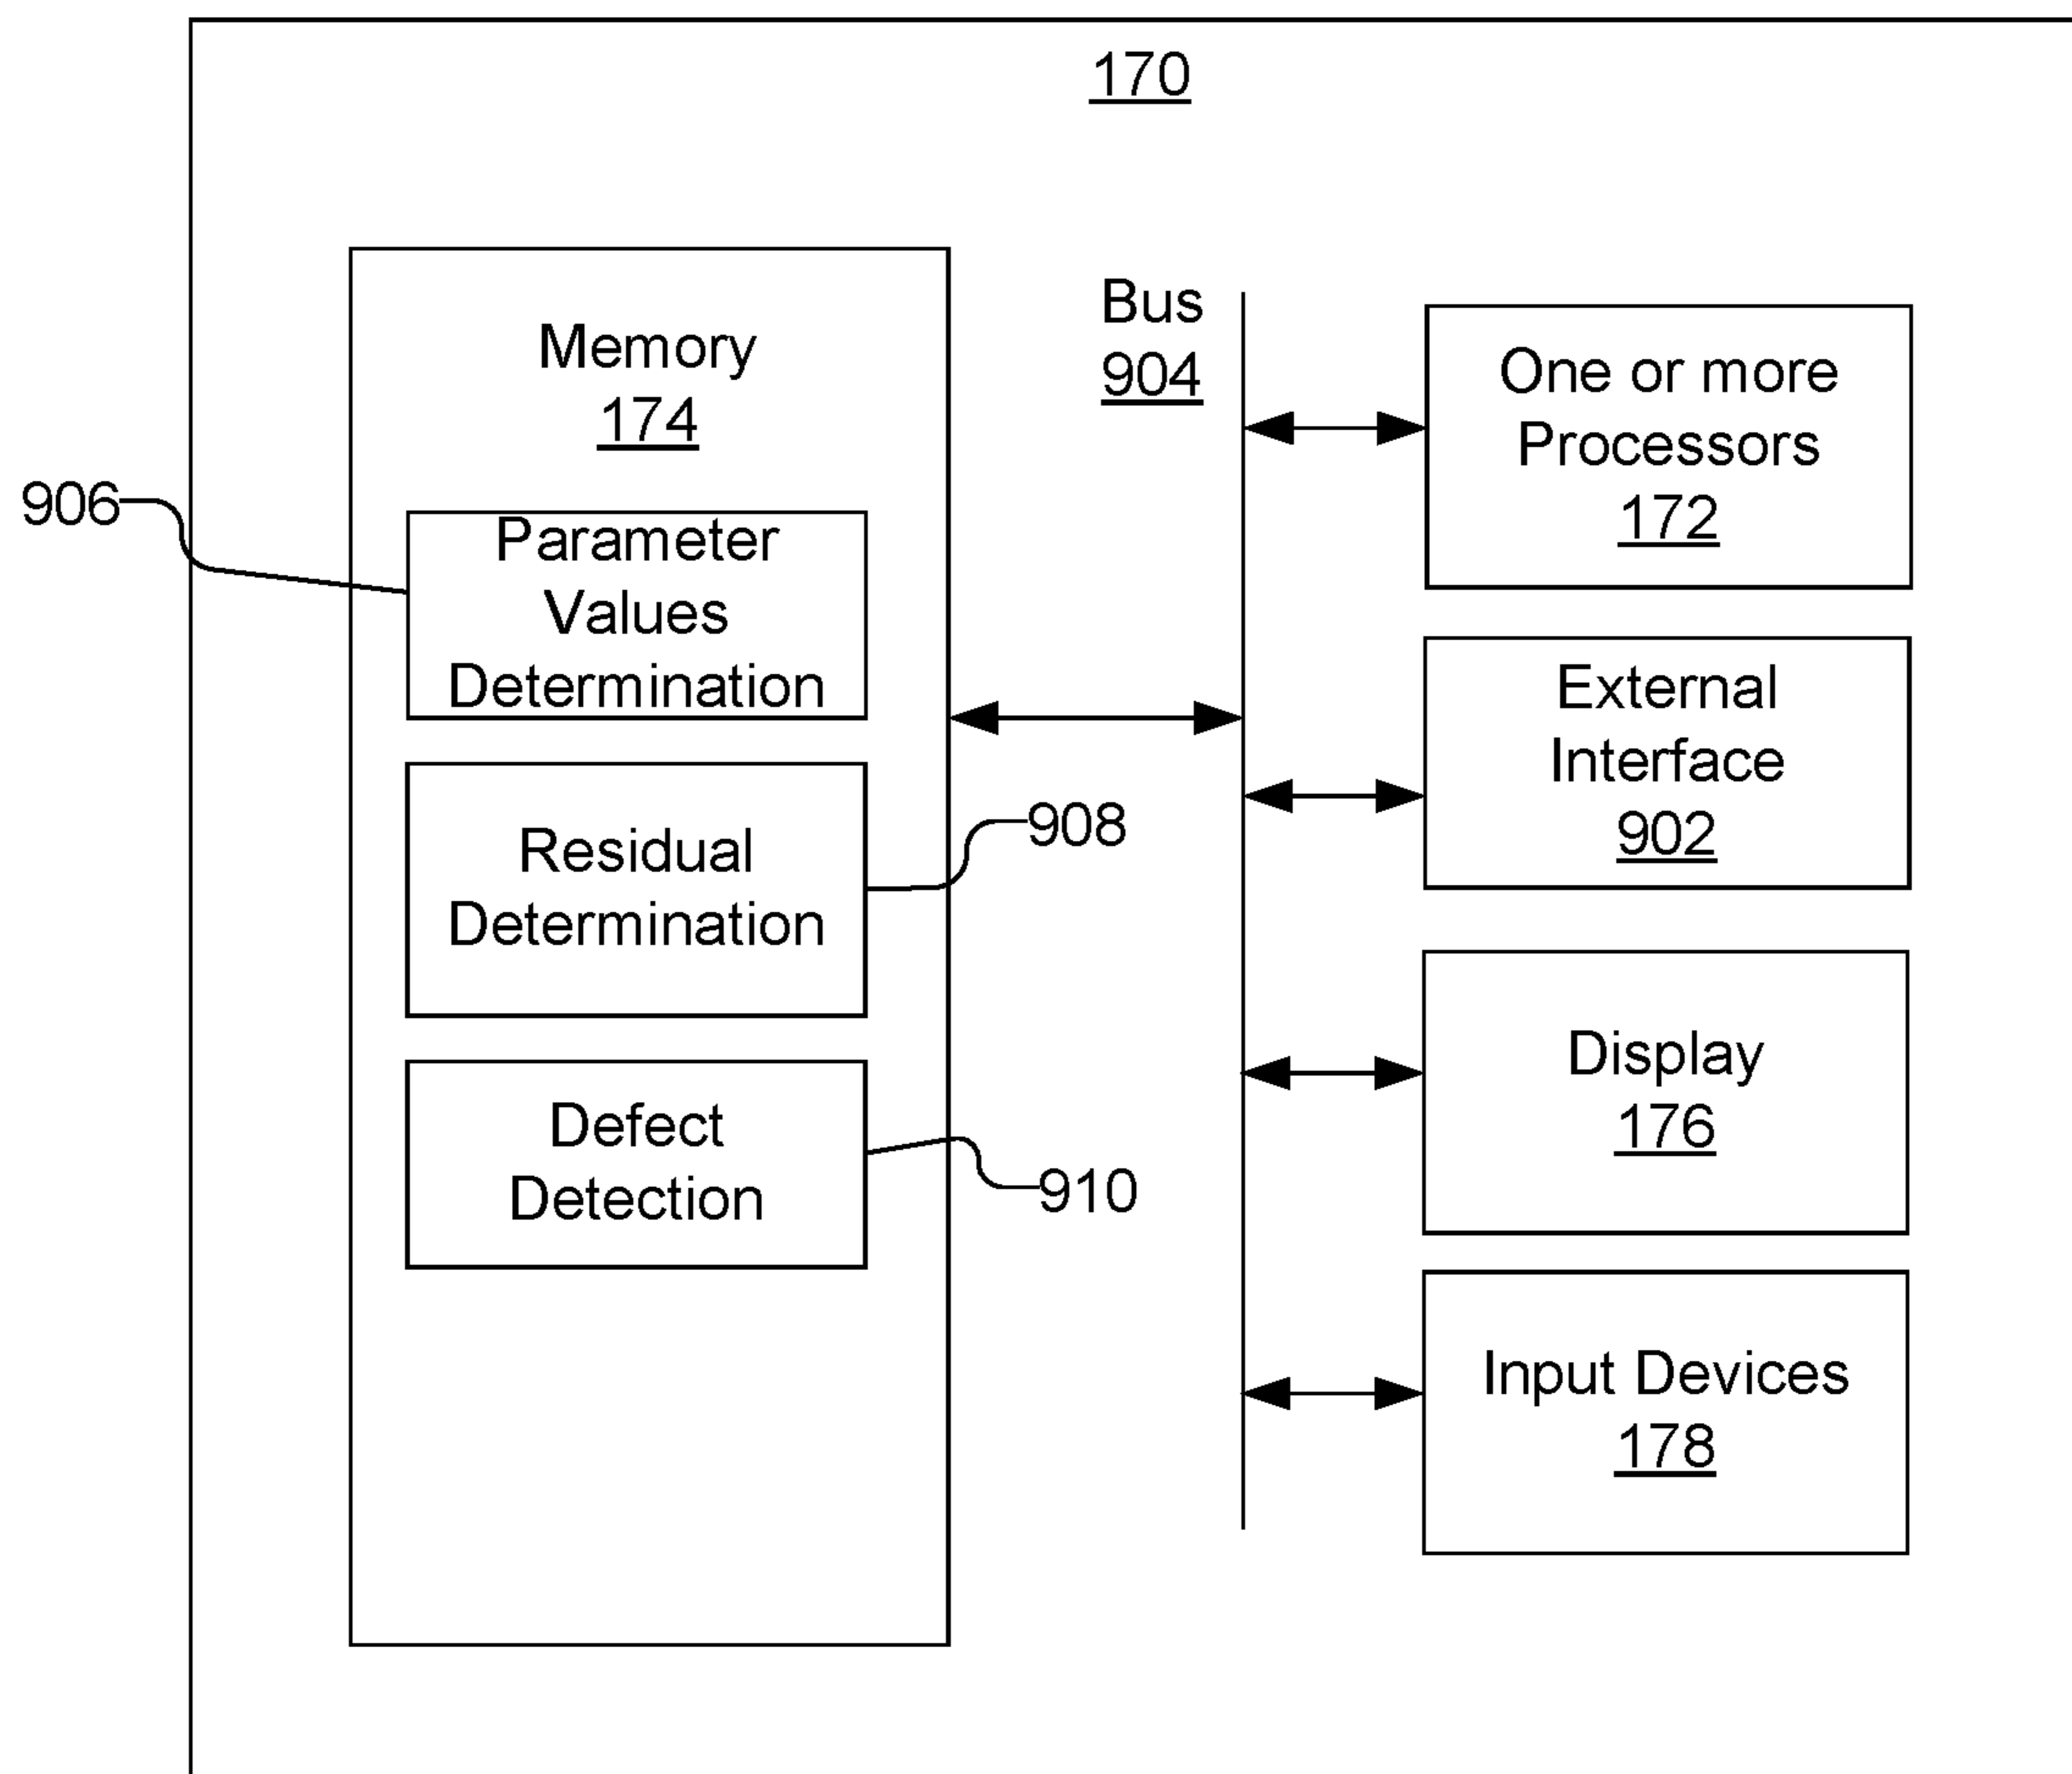 170
Memory
174
906
Parameter
Values
Determination
Residual
Determination
908
Defect
Detection
910
Bus
904
One or more
Processors
172
External
Interface
902
Display
176
Input Devices
178